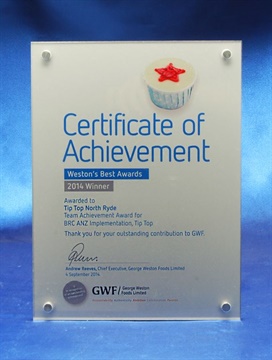 Certificate of
Achievement
Weston's Best Awards
2014 Winner
Awarded to
Tip Top North Ryde
Team Achievement Award for
BRC ANZ Implementation, Tip Top
Thank you for your outstanding contribution to GWF.
Andrew Reeves, Chief Executive, George Weston Foods Limited
4 September 2014
GWF/ George Weston
Foods Limited